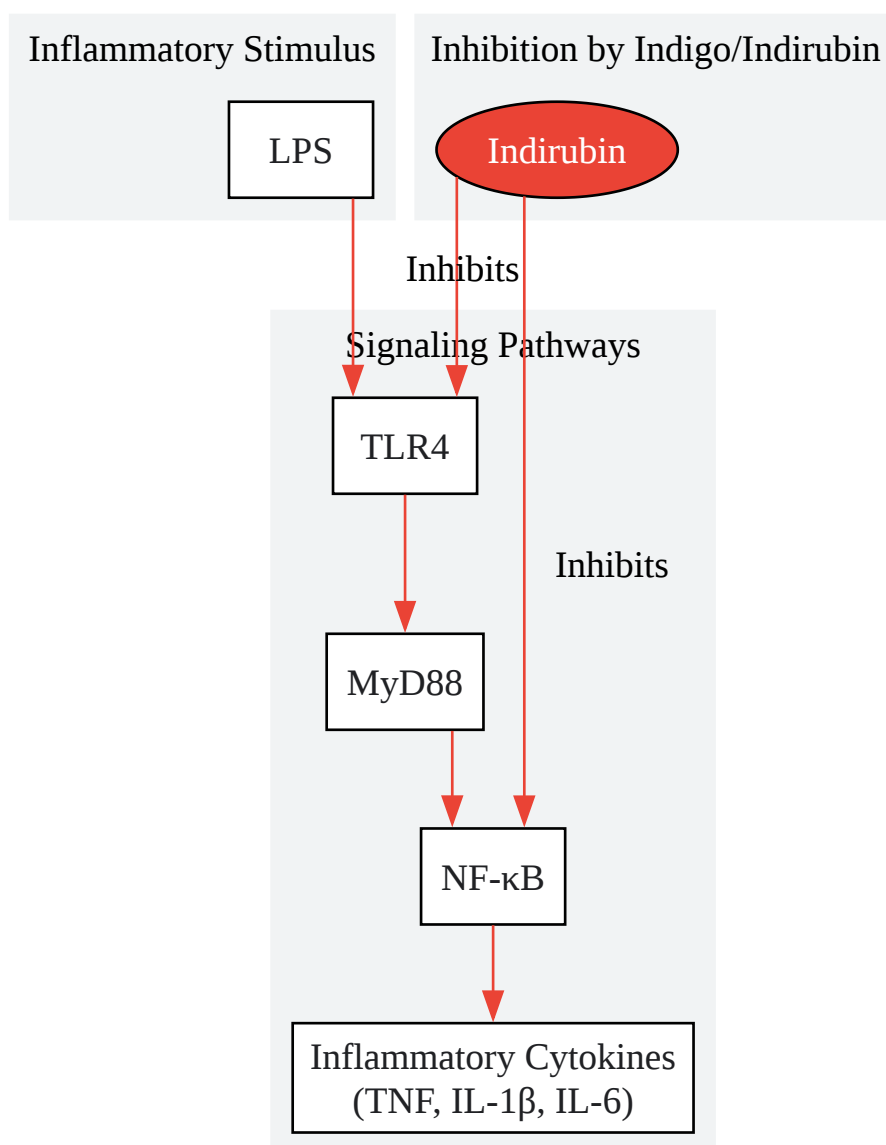 Inflammatory Stimulus
Inhibition by Indigo/Indirubin
LPS
Indirubin
Inhibits
Signaling Pathways
TLR4
Inhibits
MyD88
NF-κB
Inflammatory Cytokines
(TNF, IL-1β, IL-6)